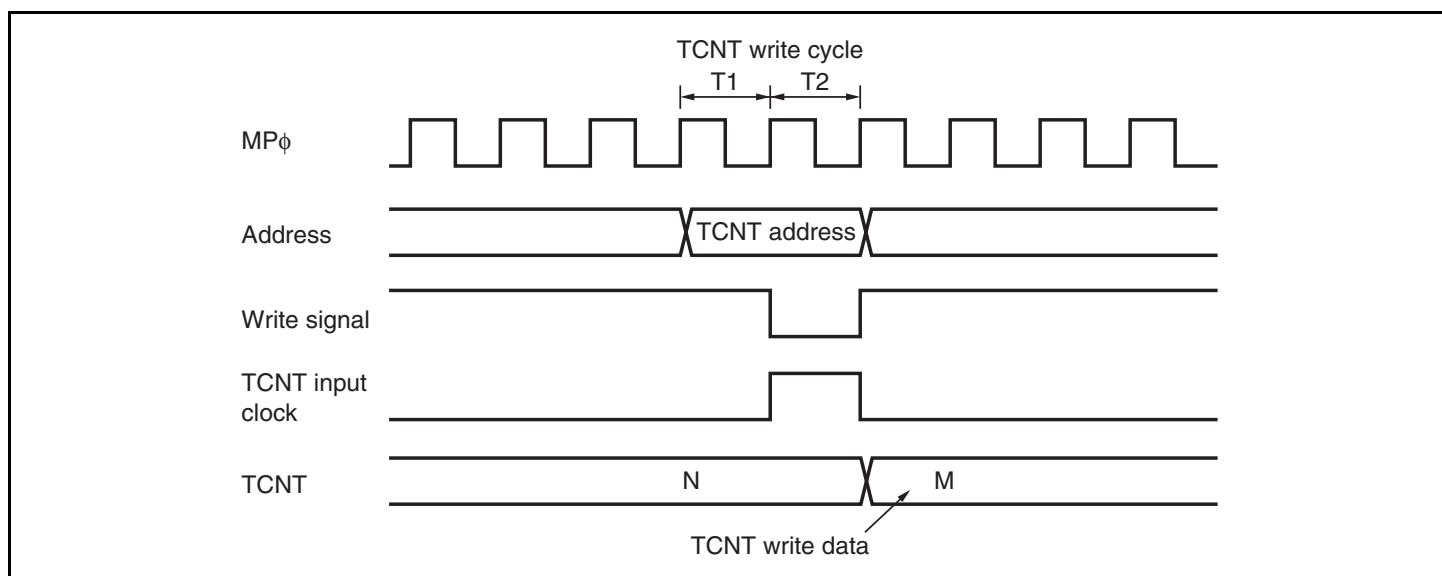 TCNT write cycle
T1 T2
MPϕ
Address
TCNT address
Write signal
TCNT input
clock
TCNT
N
M
TCNT write data